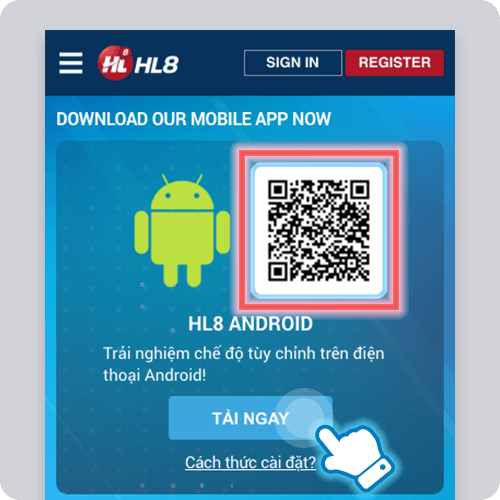 HL8 HL8 SIGN IN REGISTER
DOWNLOAD OUR MOBILE APP NOW
HL8 ANDROID
Trải nghiệm chế độ tùy chỉnh trên điện
thoại Android!
TẢI NGAY
Cách thức cài đặt?